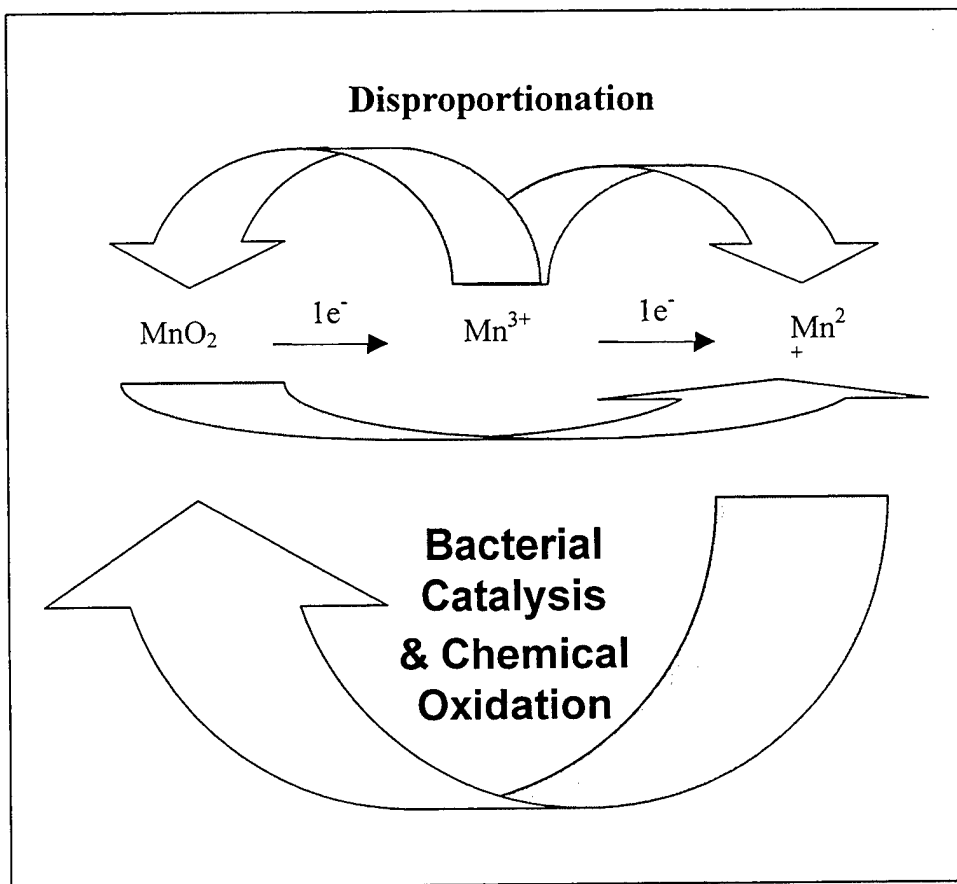 Disproportionation
1e⁻ 1e⁻
MnO₂ Mn³⁺ Mn²
+
Bacterial
Catalysis
& Chemical
Oxidation